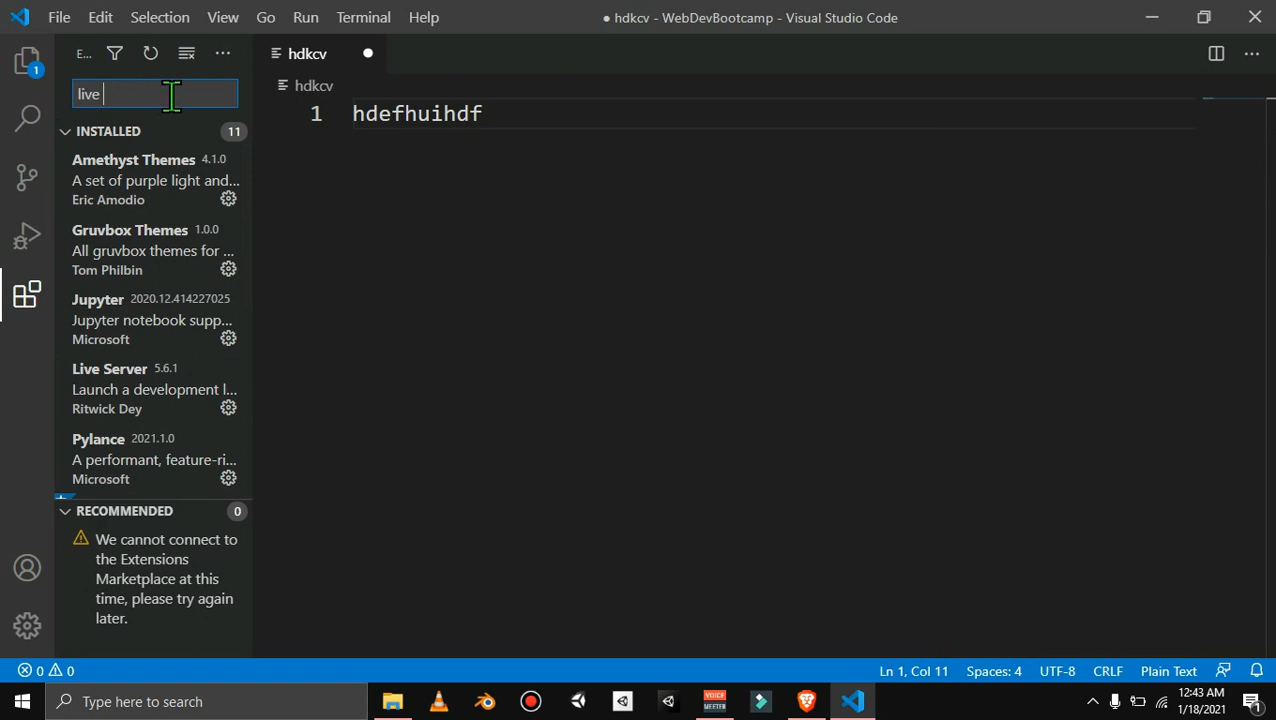 File Edit Selection View Go Run Terminal Help
● hdkcv - WebDevBootcamp - Visual Studio Code
E...
hdkcv
1
live
hdkcv
1 hdefhuihdf
INSTALLED 11
Amethyst Themes 4.1.0
A set of purple light and...
Eric Amodio
Gruvbox Themes 1.0.0
All gruvbox themes for ...
Tom Philbin
Jupyter 2020.12.414227025
Jupyter notebook supp...
Microsoft
Live Server 5.6.1
Launch a development l...
Ritwick Dey
Pylance 2021.1.0
A performant, feature-ri...
Microsoft
RECOMMENDED 0
We cannot connect to
the Extensions
Marketplace at this
time, please try again
later.
0 0
Ln 1, Col 11 Spaces: 4 UTF-8 CRLF Plain Text
Type here to search
VOICE
MEETER
12:43 AM
1/18/2021
1